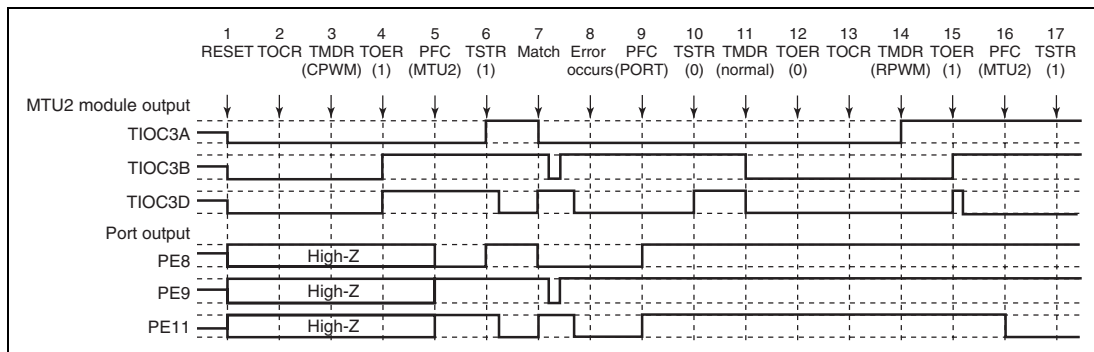 1 2 3 4 5 6 7 8 9 10 11 12 13 14 15 16 17
RESET TOCR TMDR TOER PFC TSTR Match Error PFC TSTR TMDR TOER TOCR TMDR TOER PFC TSTR
(CPWM) (1) (MTU2) (1) occurs (PORT) (0) (normal) (0) (RPWM) (1) (MTU2) (1)
MTU2 module output
TIOC3A
TIOC3B
TIOC3D
Port output
PE8 High-Z
PE9 High-Z
PE11 High-Z